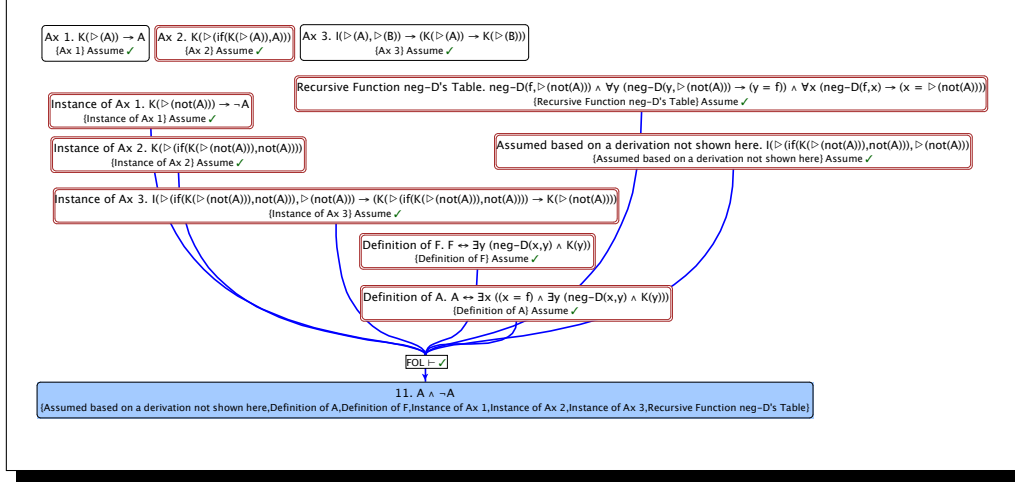 Ax 1. K(▷(A)) → A
{Ax 1} Assume ✓
Ax 2. K(▷(if(K(▷(A)),A)))
{Ax 2} Assume ✓
Ax 3. I(▷(A),▷(B)) → (K(▷(A)) → K(▷(B)))
{Ax 3} Assume ✓
Recursive Function neg-D's Table. neg-D(f,▷(not(A))) ∧ ∀y (neg-D(y,▷(not(A))) → (y = f)) ∧ ∀x (neg-D(f,x) → (x = ▷(not(A))))
{Recursive Function neg-D's Table} Assume ✓
Instance of Ax 1. K(▷(not(A))) → ¬A
{Instance of Ax 1} Assume ✓
Instance of Ax 2. K(▷(if(K(▷(not(A))),not(A))))
{Instance of Ax 2} Assume ✓
Assumed based on a derivation not shown here. I(▷(if(K(▷(not(A))),not(A))),▷(not(A)))
{Assumed based on a derivation not shown here} Assume ✓
Instance of Ax 3. I(▷(if(K(▷(not(A))),not(A))),▷(not(A))) → (K(▷(if(K(▷(not(A))),not(A)))) → K(▷(not(A))))
{Instance of Ax 3} Assume ✓
Definition of F. F ↔ ∃y (neg-D(x,y) ∧ K(y))
{Definition of F} Assume ✓
Definition of A. A ↔ ∃x ((x = f) ∧ ∃y (neg-D(x,y) ∧ K(y)))
{Definition of A} Assume ✓
FOL ⊢ ✓
11. A ∧ ¬A
{Assumed based on a derivation not shown here,Definition of A,Definition of F,Instance of Ax 1,Instance of Ax 2,Instance of Ax 3,Recursive Function neg-D's Table}